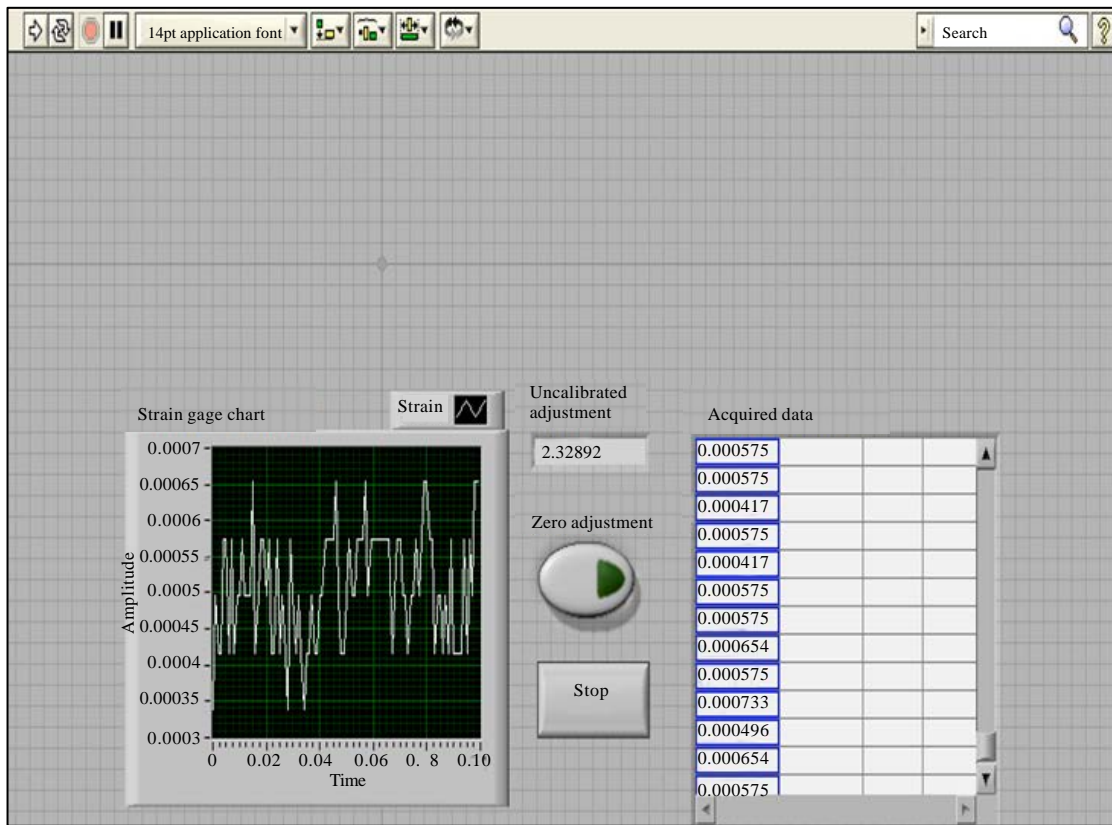 14pt application font
Search
Strain gage chart
Strain
Uncalibrated
adjustment
Acquired data
2.32892
Zero adjustment
Stop
Amplitude
0.0007
0.00065
0.0006
0.00055
0.0005
0.00045
0.0004
0.00035
0.0003
0 0.02 0.04 0.06 0. 8 0.10
Time
0.000575
0.000575
0.000417
0.000575
0.000417
0.000575
0.000575
0.000654
0.000575
0.000733
0.000496
0.000654
0.000575